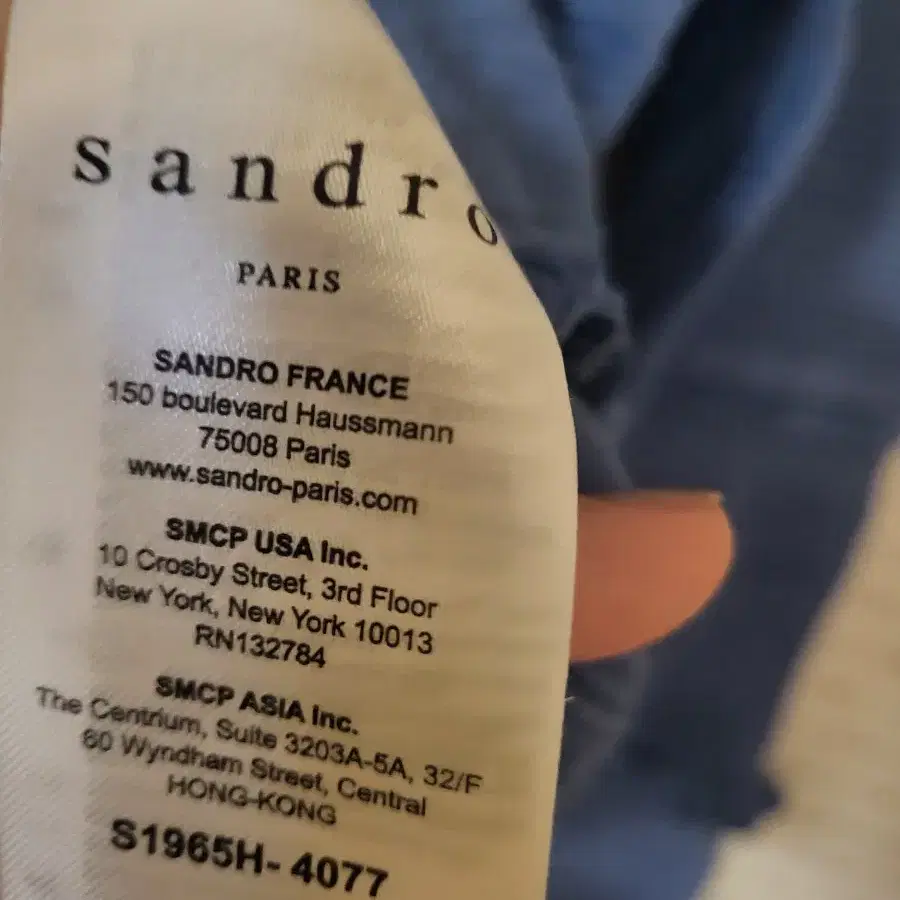 sandro
PARIS
SANDRO FRANCE
150 boulevard Haussmann
75008 Paris
www.sandro-paris.com
SMCP USA Inc.
10 Crosby Street, 3rd Floor
New York, New York 10013
RN132784
SMCP ASIA Inc.
The Centrium, Suite 3203A-5A, 32/F
60 Wyndham Street, Central
HONG-KONG
S1965H- 4077